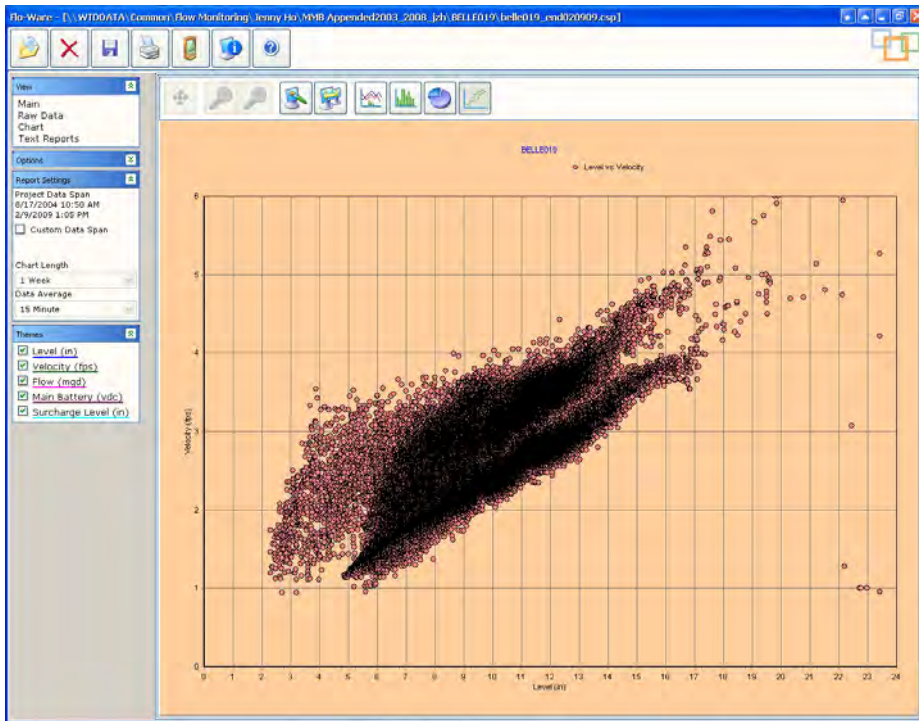 Flo-Ware - [\\WTDDATA\Common\Flow Monitoring\Jenny Ho\MMB Appended2003_2008_jzh\BELLE019\belle019_end020909.csp]
View
Main
Raw Data
Chart
Text Reports
Options
Report Settings
Project Data Span
6/17/2004 10:50 AM
2/9/2009 1:05 PM
Custom Data Span
Chart Length
1 Week
Data Average
15 Minute
Themes
Level (in)
Velocity (fps)
Flow (mgd)
Main Battery (vdc)
Surcharge Level (in)
BELLE019
Level vs Velocity
6
5
4
3
2
1
0
Velocity (fps)
0 1 2 3 4 5 6 7 8 9 10 11 12 13 14 15 16 17 18 19 20 21 22 23 24
Level (in)